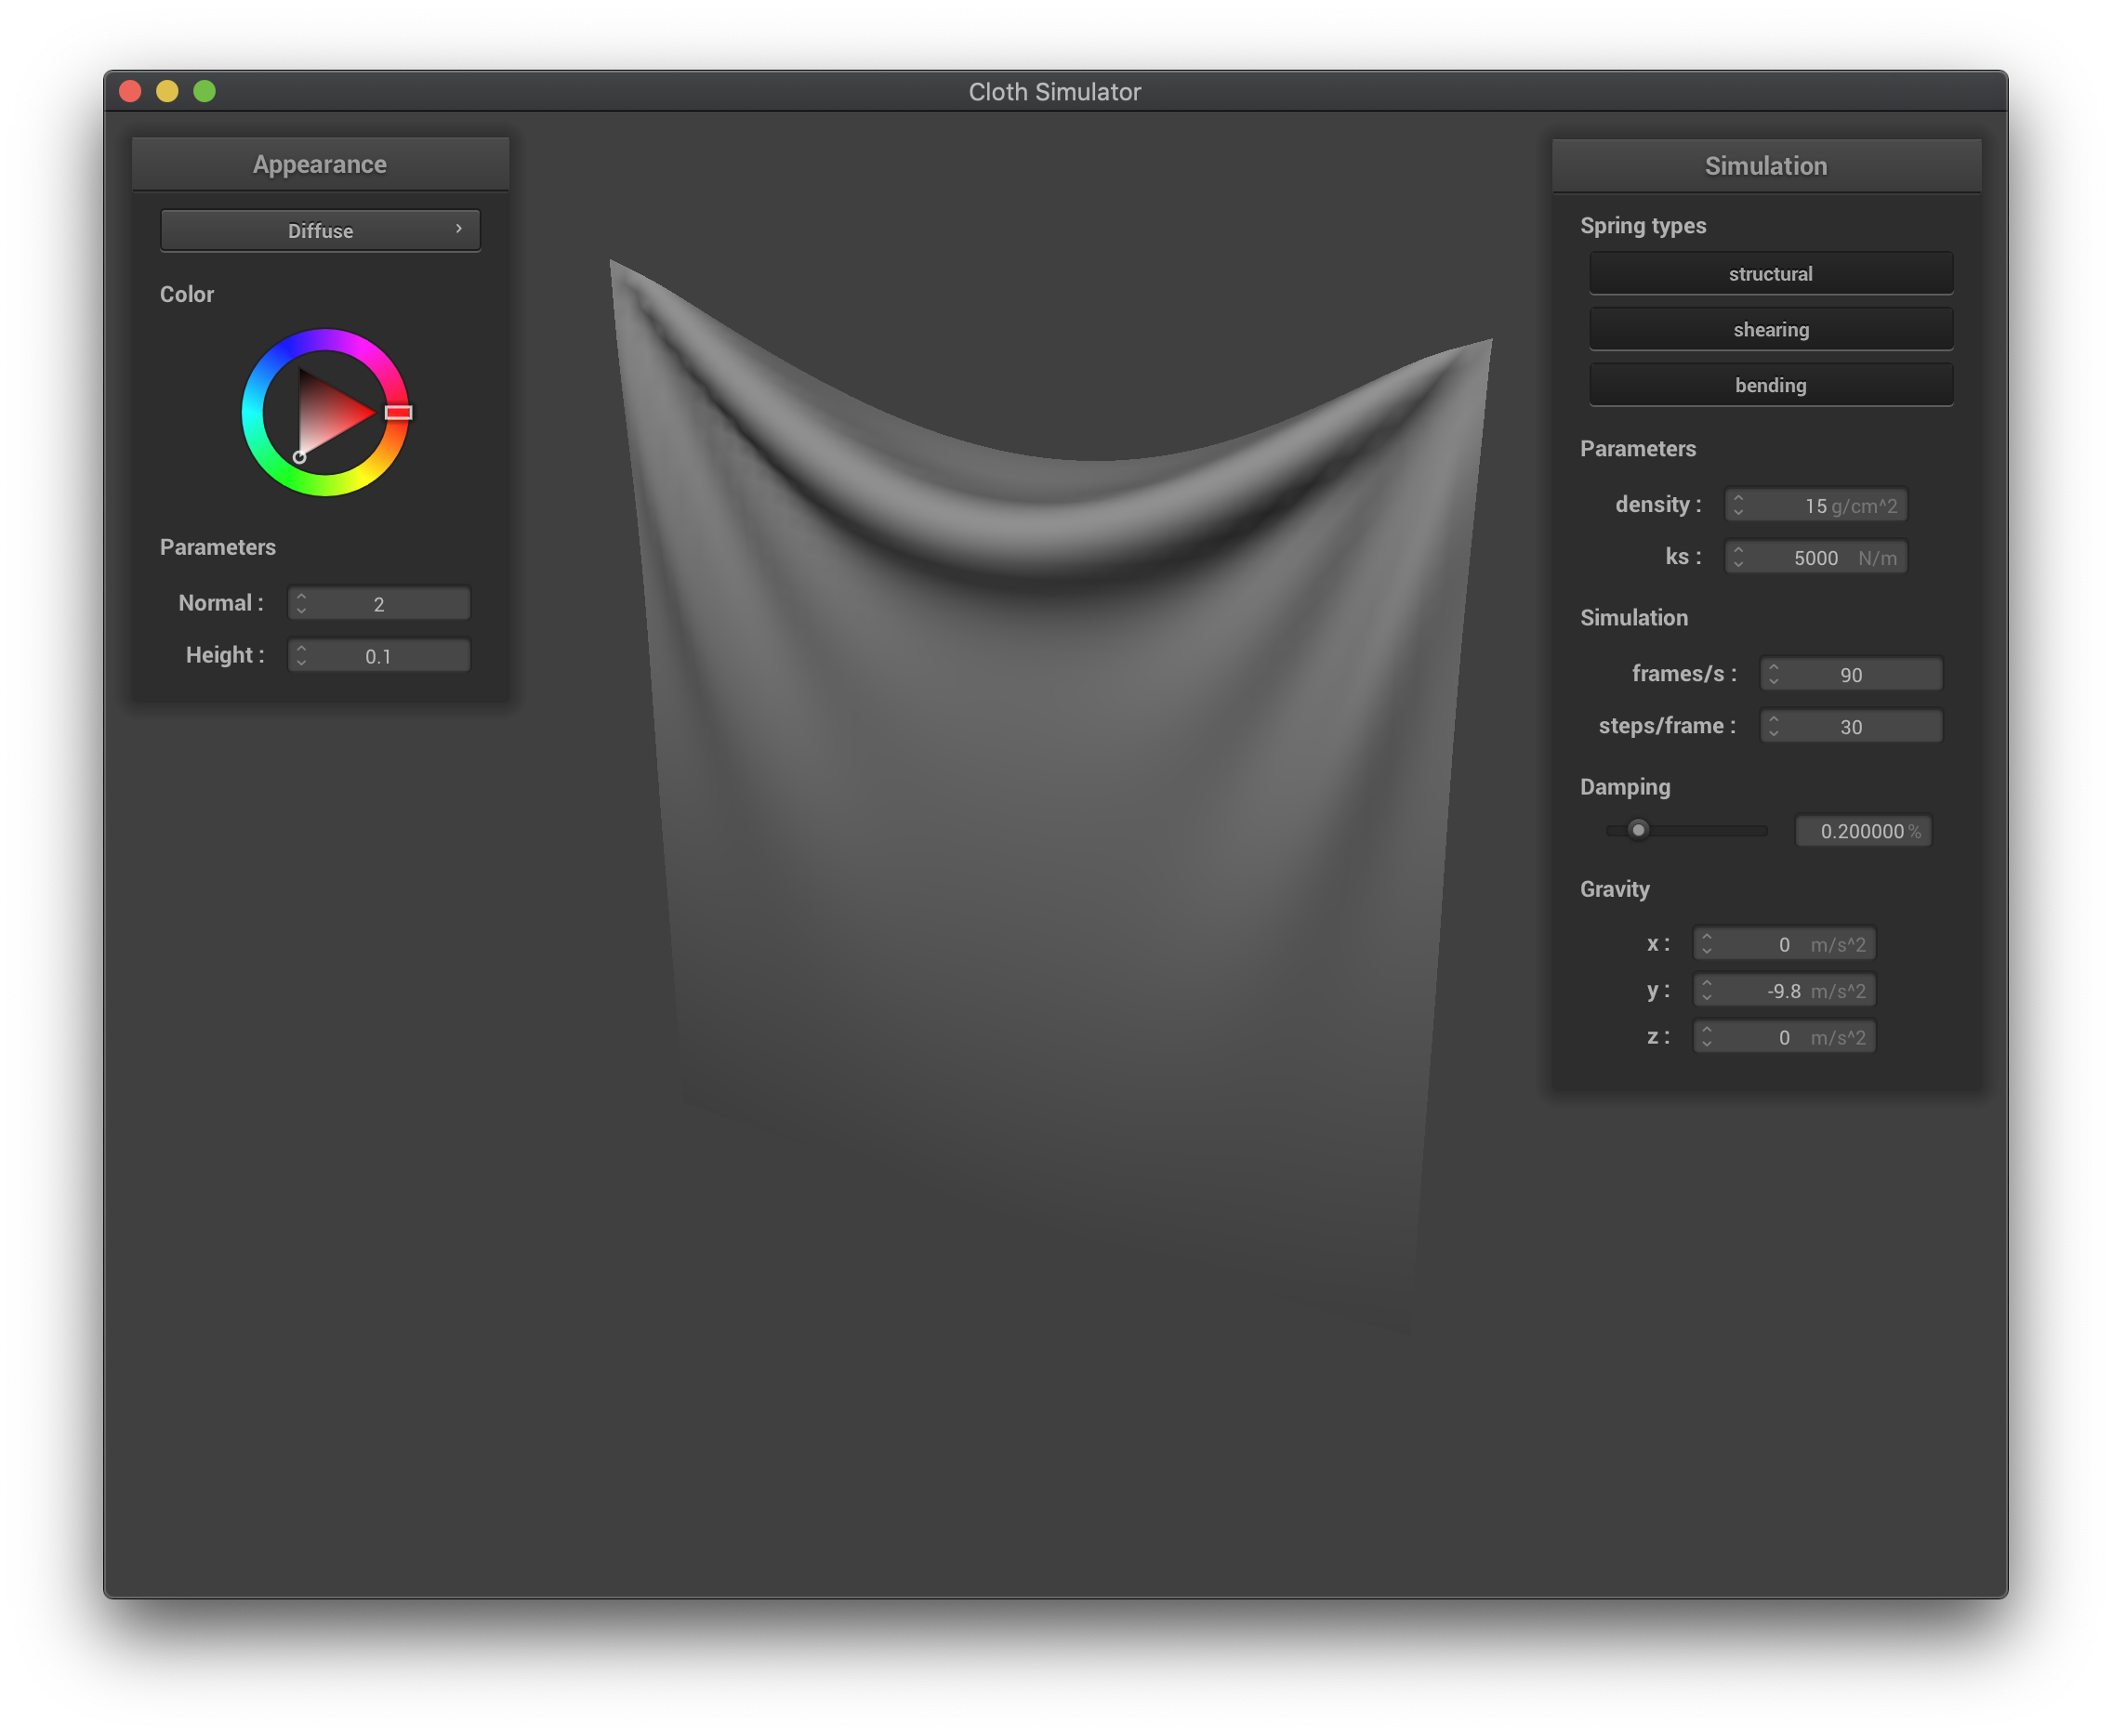 Cloth Simulator
Appearance
Diffuse
Color
Parameters
Normal : 2
Height : 0.1
Simulation
Spring types
structural
shearing
bending
Parameters
density : 15 g/cm^2
ks : 5000 N/m
Simulation
frames/s : 90
steps/frame : 30
Damping
0.200000 %
Gravity
x : 0 m/s^2
y : -9.8 m/s^2
z : 0 m/s^2